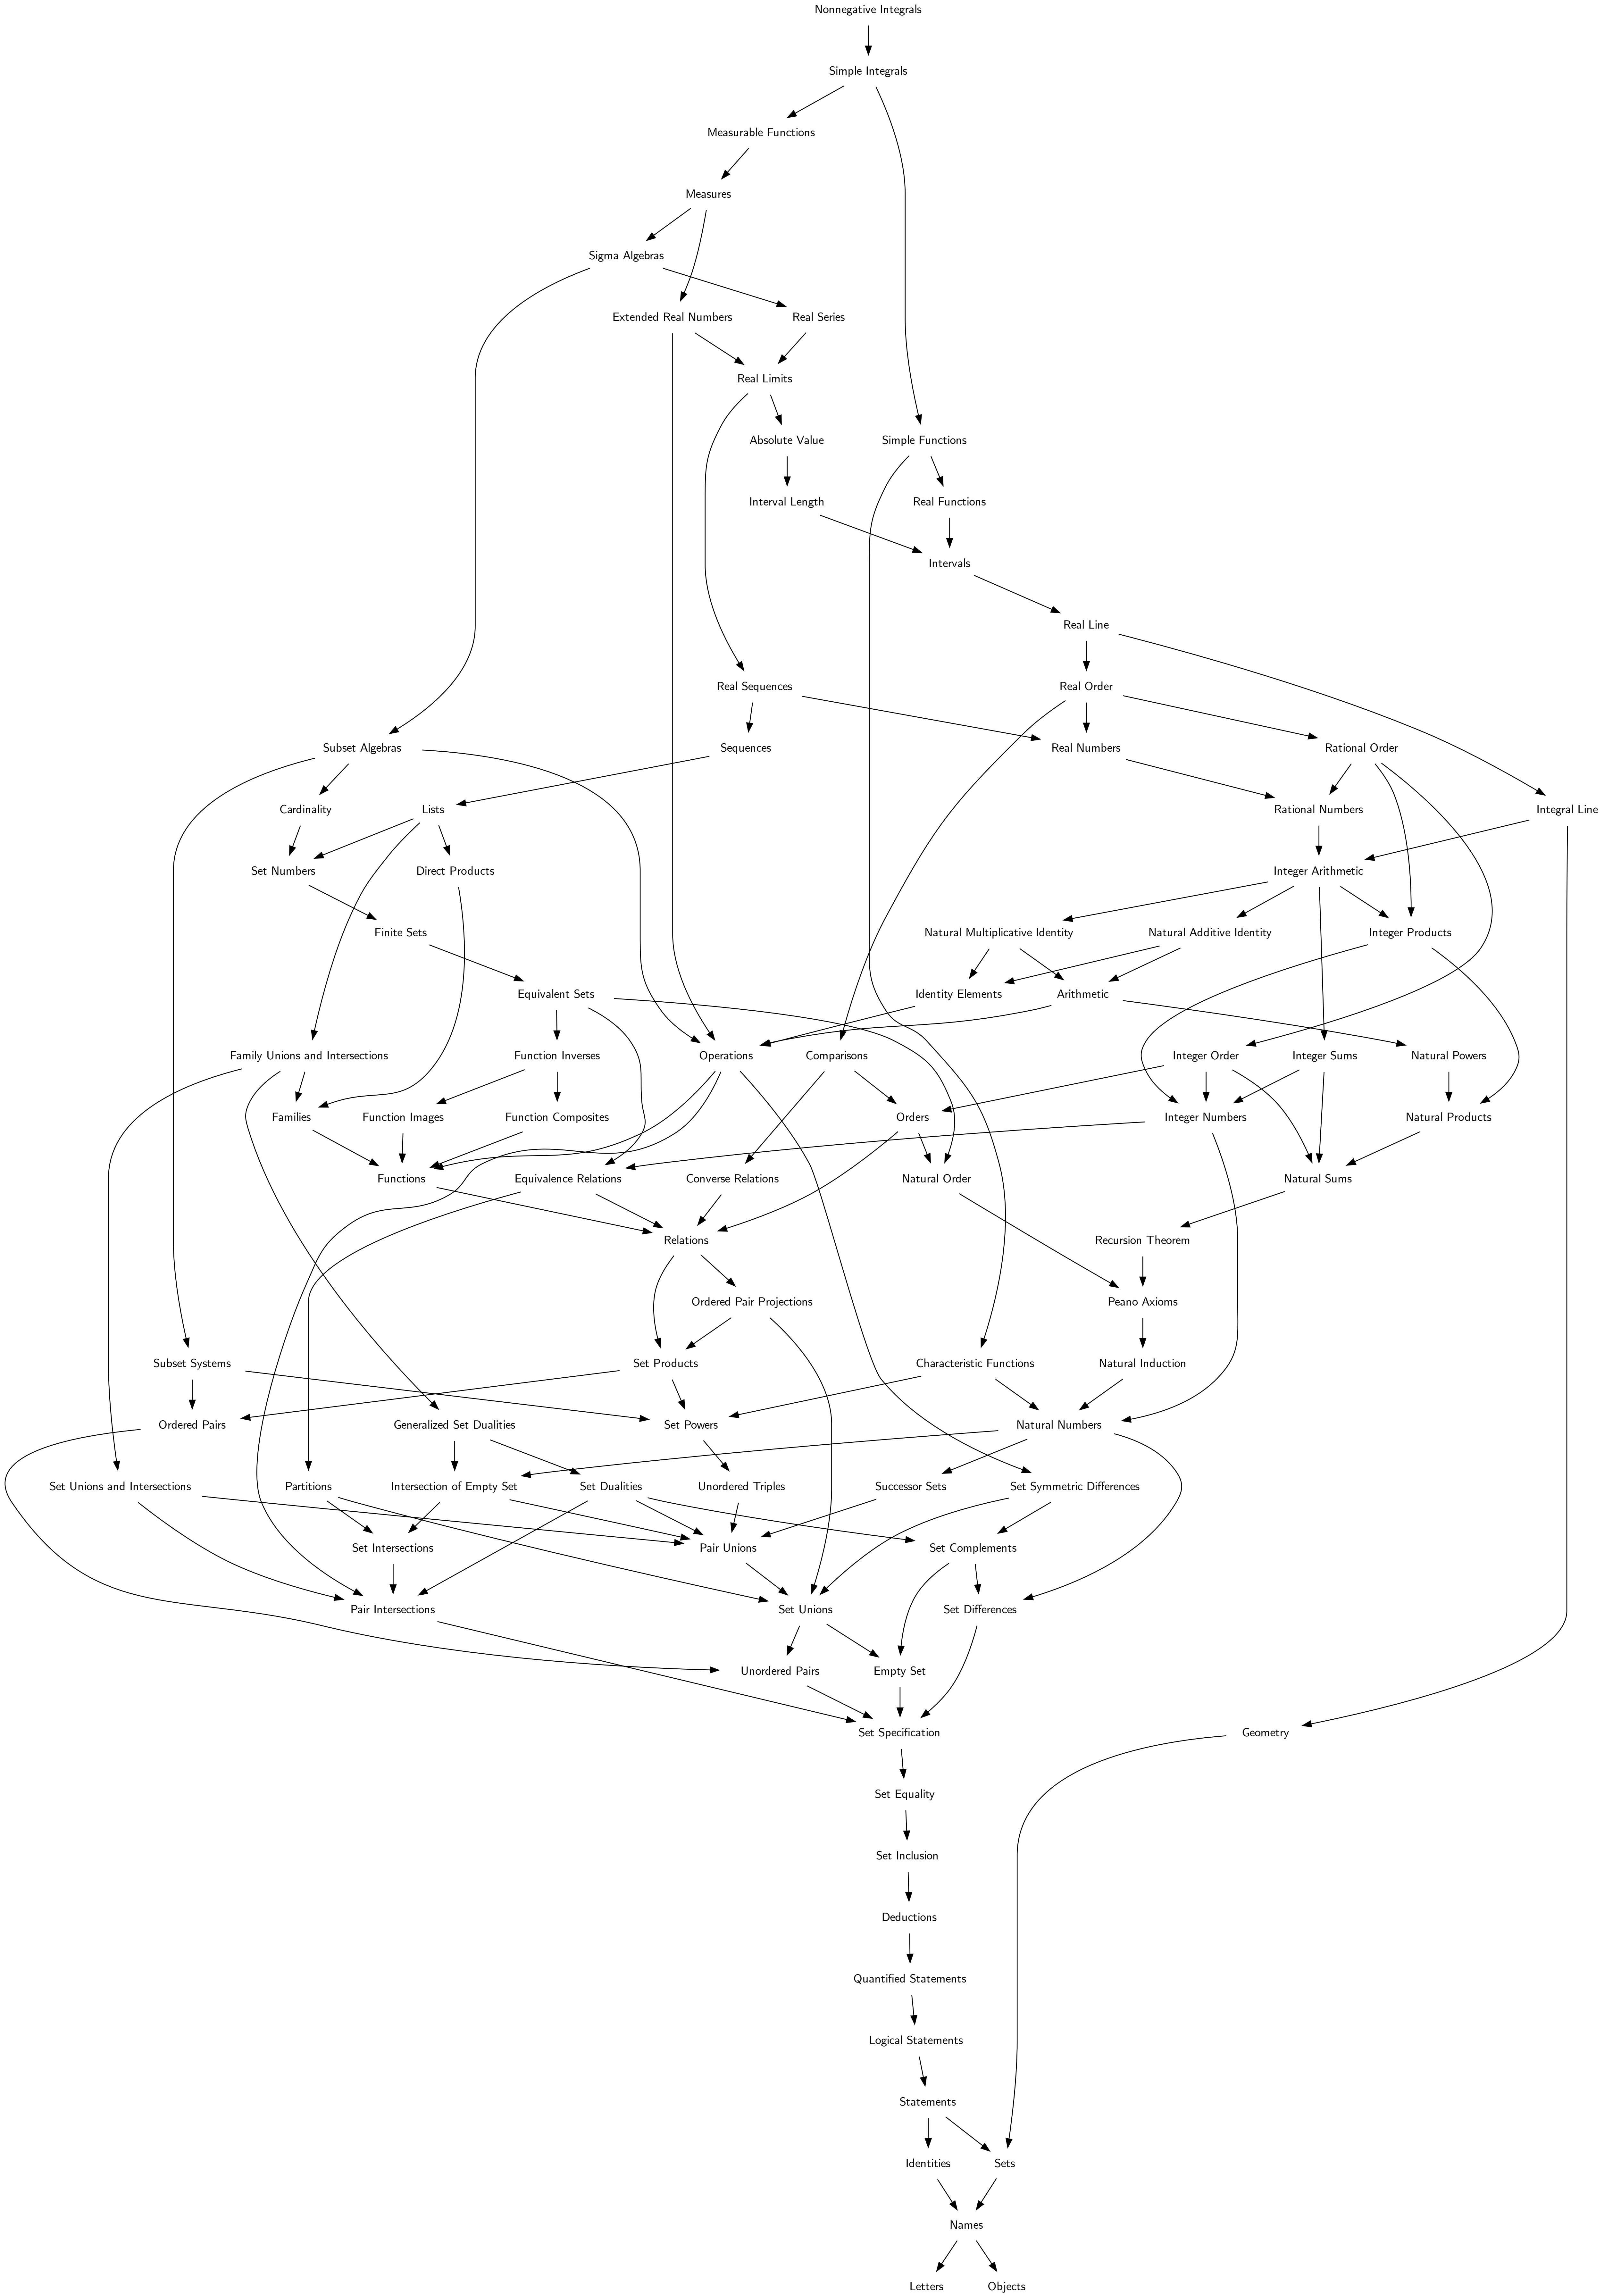 Nonnegative Integrals
Simple Integrals
Measurable Functions
Measures
Sigma Algebras
Extended Real Numbers
Real Series
Real Limits
Absolute Value
Simple Functions
Interval Length
Real Functions
Intervals
Real Line
Real Sequences
Real Order
Subset Algebras
Sequences
Real Numbers
Rational Order
Cardinality
Lists
Rational Numbers
Integral Line
Set Numbers
Direct Products
Integer Arithmetic
Finite Sets
Natural Multiplicative Identity
Natural Additive Identity
Integer Products
Equivalent Sets
Identity Elements
Arithmetic
Family Unions and Intersections
Function Inverses
Operations
Comparisons
Integer Order
Integer Sums
Natural Powers
Families
Function Images
Function Composites
Orders
Integer Numbers
Natural Products
Functions
Equivalence Relations
Converse Relations
Natural Order
Natural Sums
Relations
Recursion Theorem
Ordered Pair Projections
Peano Axioms
Subset Systems
Set Products
Characteristic Functions
Natural Induction
Ordered Pairs
Generalized Set Dualities
Set Powers
Natural Numbers
Set Unions and Intersections
Partitions
Intersection of Empty Set
Set Dualities
Unordered Triples
Successor Sets
Set Symmetric Differences
Set Intersections
Pair Unions
Set Complements
Pair Intersections
Set Unions
Set Differences
Unordered Pairs
Empty Set
Set Specification
Geometry
Set Equality
Set Inclusion
Deductions
Quantified Statements
Logical Statements
Statements
Identities
Sets
Names
Letters
Objects